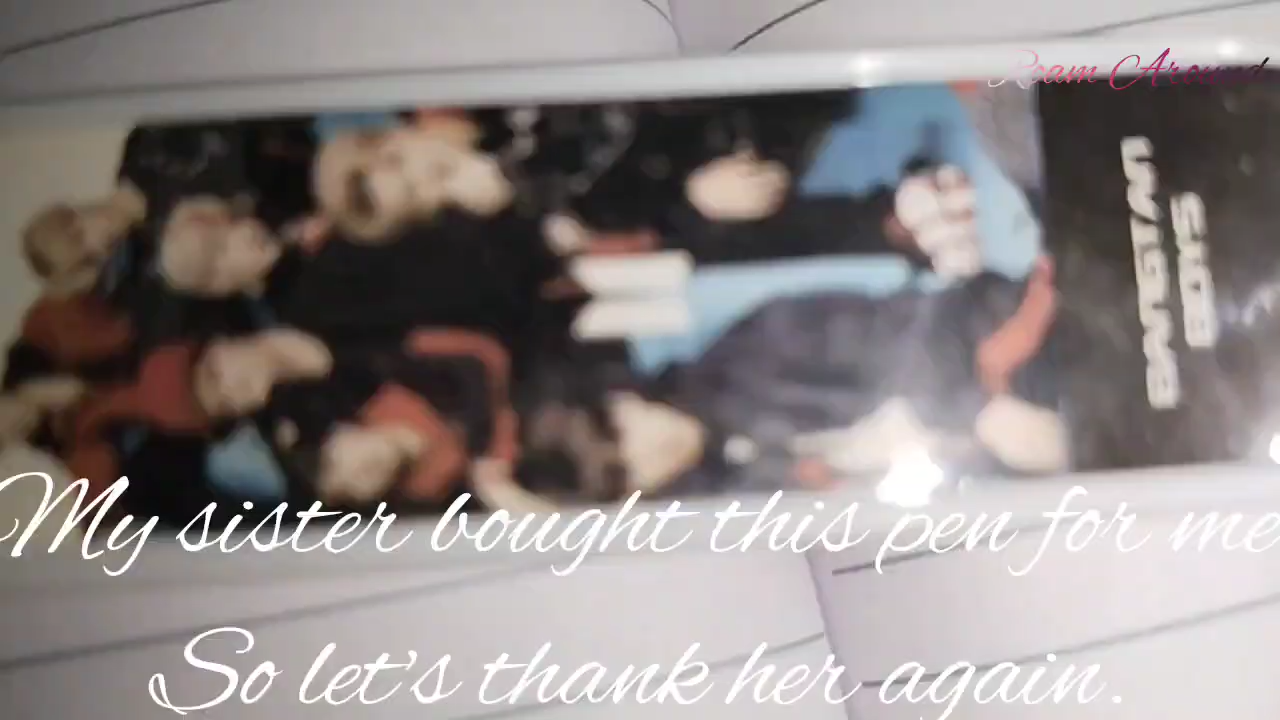 Roam Around
My sister bought this pen for me
So let's thank her again.